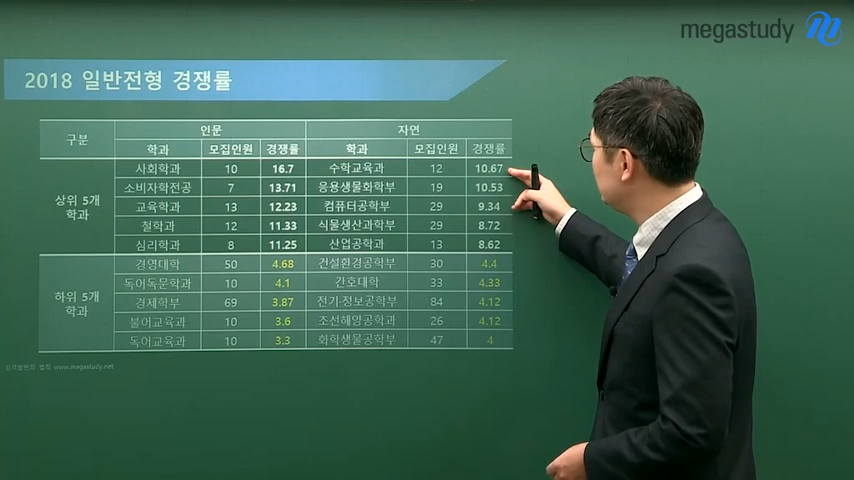 megastudy
2018 일반전형 경쟁률
구분 인문 자연
학과 모집인원 경쟁률 학과 모집인원 경쟁률
상위 5개 학과
사회학과 10 16.7 수학교육과 12 10.67
소비자학전공 7 13.71 응용생물화학부 19 10.53
교육학과 13 12.23 컴퓨터공학부 29 9.34
철학과 12 11.33 식물생산과학부 29 8.72
심리학과 8 11.25 산업공학과 13 8.62
하위 5개 학과
경영대학 50 4.68 건설환경공학부 30 4.4
독어독문학과 10 4.1 간호대학 33 4.33
경제학부 69 3.87 전기·정보공학부 84 4.12
불어교육과 10 3.6 조선해양공학과 26 4.12
독어교육과 10 3.3 화학생물공학부 47 4
법칙 www.megastudy.net